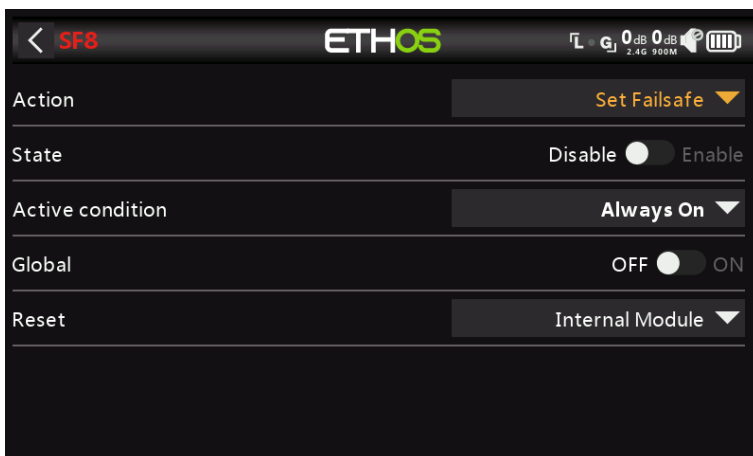 SF8 ETHOS L G 0dB 0dB
2.4G 900M
Action Set Failsafe
State Disable Enable
Active condition Always On
Global OFF ON
Reset Internal Module